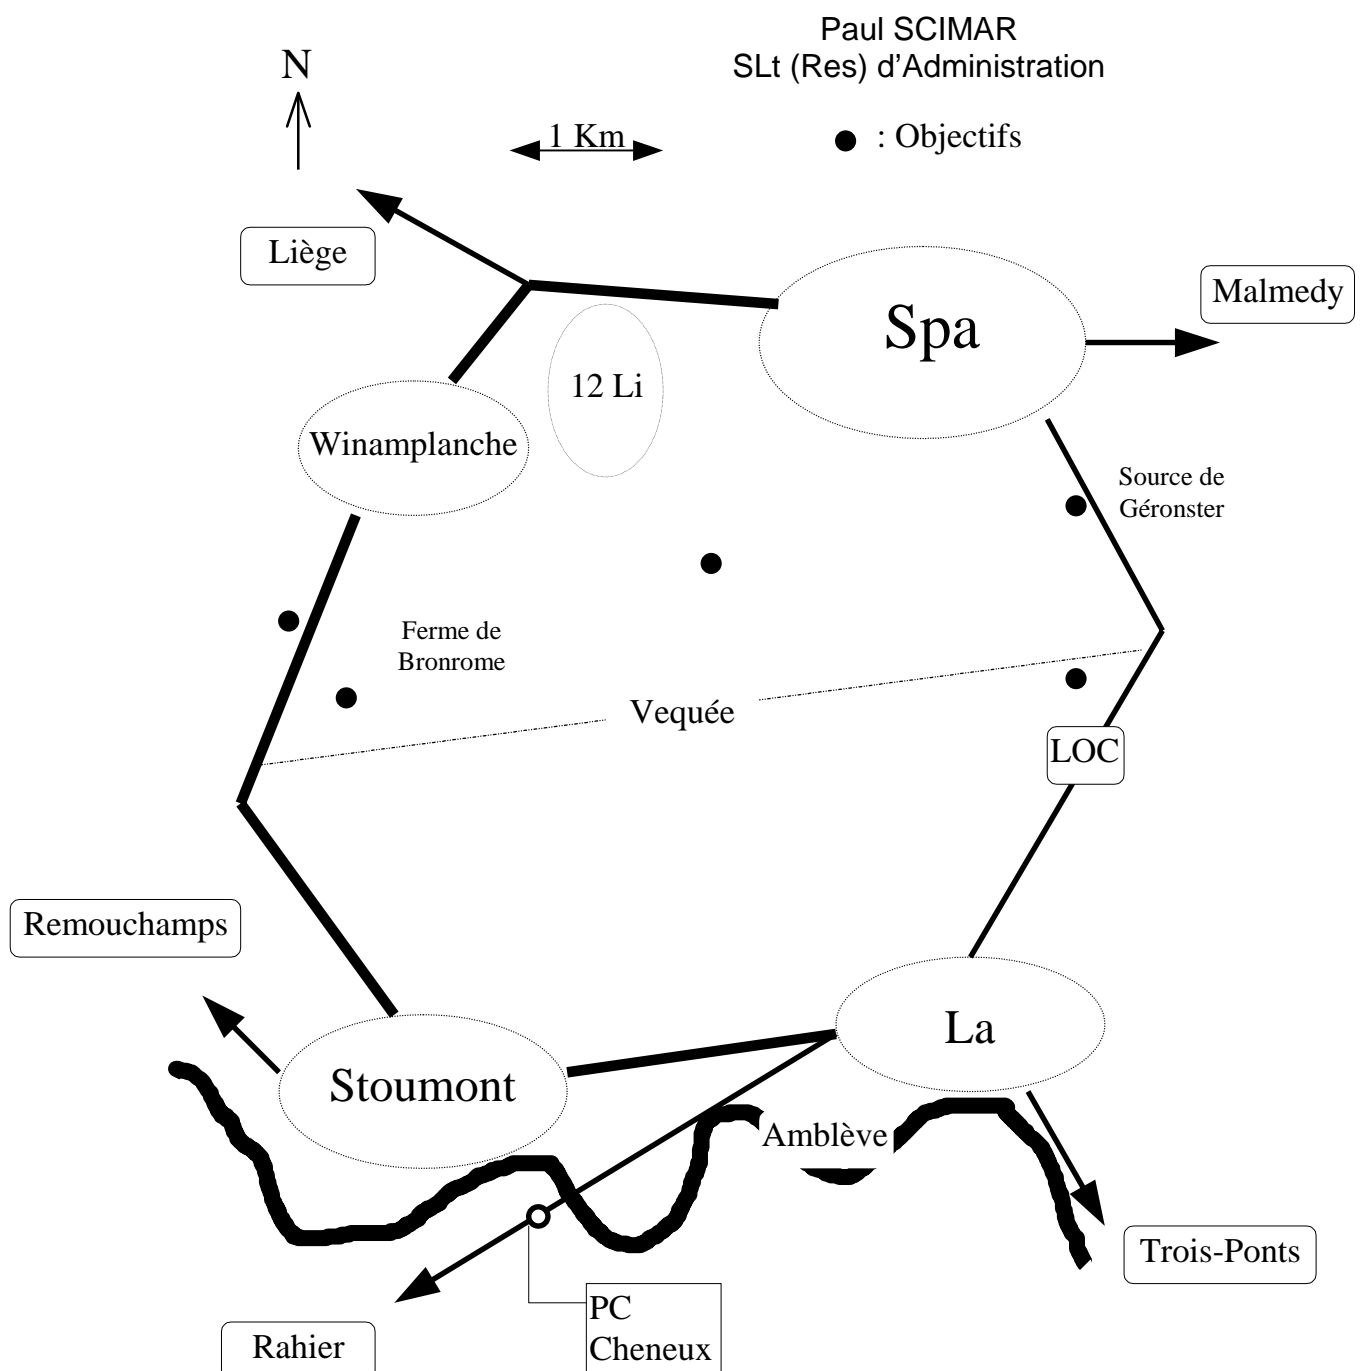 Paul SCIMAR
SLt (Res) d'Administration
N
1 Km
: Objectifs
Liège
Malmedy
Spa
12 Li
Winamplanche
Source de
Géronster
Ferme de
Bronrome
Vequée
LOC
Remouchamps
La
Stoumont
Amblève
Trois-Ponts
PC
Cheneux
Rahier